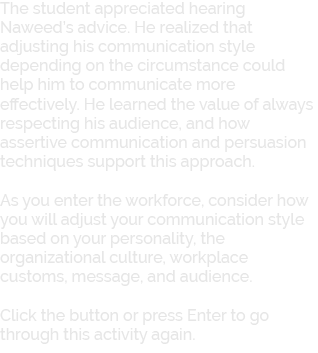 The student appreciated hearing
Naweed's advice. He realized that
adjusting his communication style
depending on the circumstance could
help him to communicate more
effectively. He learned the value of always
respecting his audience, and how
assertive communication and persuasion
techniques support this approach.
As you enter the workforce, consider how
you will adjust your communication style
based on your personality, the
organizational culture, workplace
customs, message, and audience.
Click the button or press Enter to go
through this activity again.